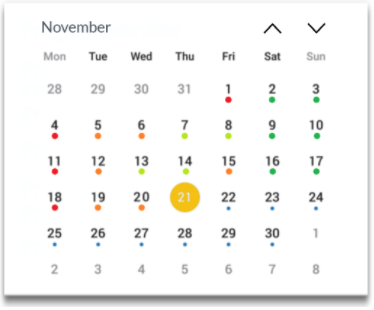 November
Mon Tue Wed Thu Fri Sat Sun
28 29 30 31 1 2 3
4 5 6 7 8 9 10
11 12 13 14 15 16 17
18 19 20 21 22 23 24
25 26 27 28 29 30 1
2 3 4 5 6 7 8